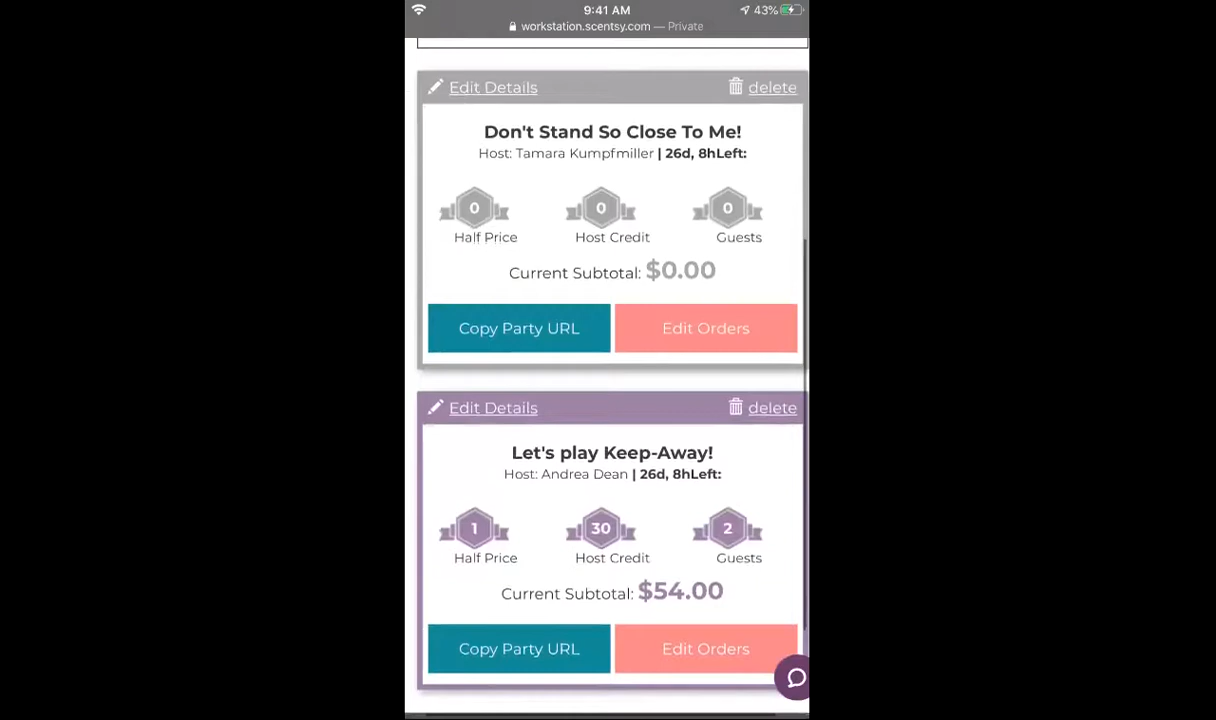 9:41 AM
43%
workstation.scentsy.com — Private
Edit Details
delete
Don't Stand So Close To Me!
Host: Tamara Kumpfmiller | 26d, 8hLeft:
0 0 0
Half Price Host Credit Guests
Current Subtotal: $0.00
Copy Party URL Edit Orders
Edit Details
delete
Let's play Keep-Away!
Host: Andrea Dean | 26d, 8hLeft:
1 30 2
Half Price Host Credit Guests
Current Subtotal: $54.00
Copy Party URL Edit Orders